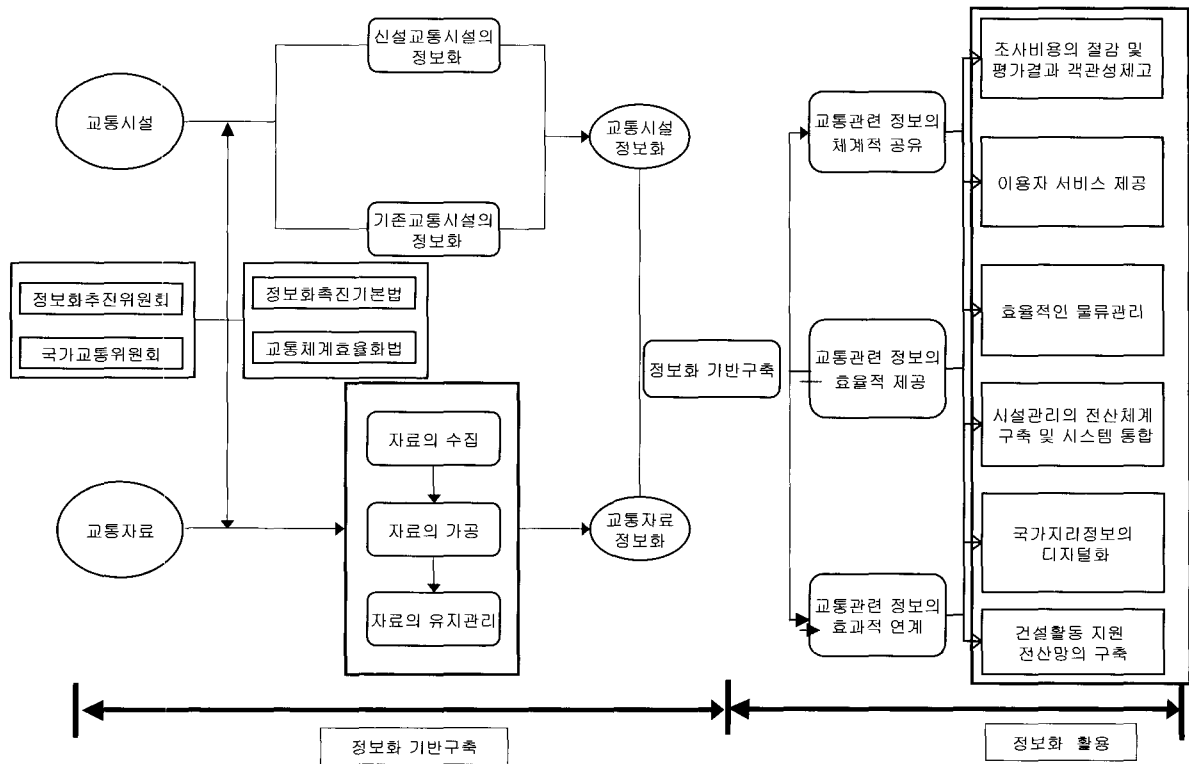 신설교통시설의
정보화
교통시설
교통시설
정보화
기존교통시설의
정보화
정보화추진위원회
국가교통위원회
정보화촉진기본법
교통체계효율화법
자료의 수집
교통자료
자료의 가공
교통자료
정보화
자료의 유지관리
정보화 기반구축
교통관련 정보의
체계적 공유
교통관련 정보의
효율적 제공
교통관련 정보의
효과적 연계
조사비용의 절감 및
평가결과 객관성제고
이용자 서비스 제공
효율적인 물류관리
시설관리의 전산체계
구축 및 시스템 통합
국가지리정보의
디지털화
건설활동 지원
전산망의 구축
정보화 기반구축
정보화 활용